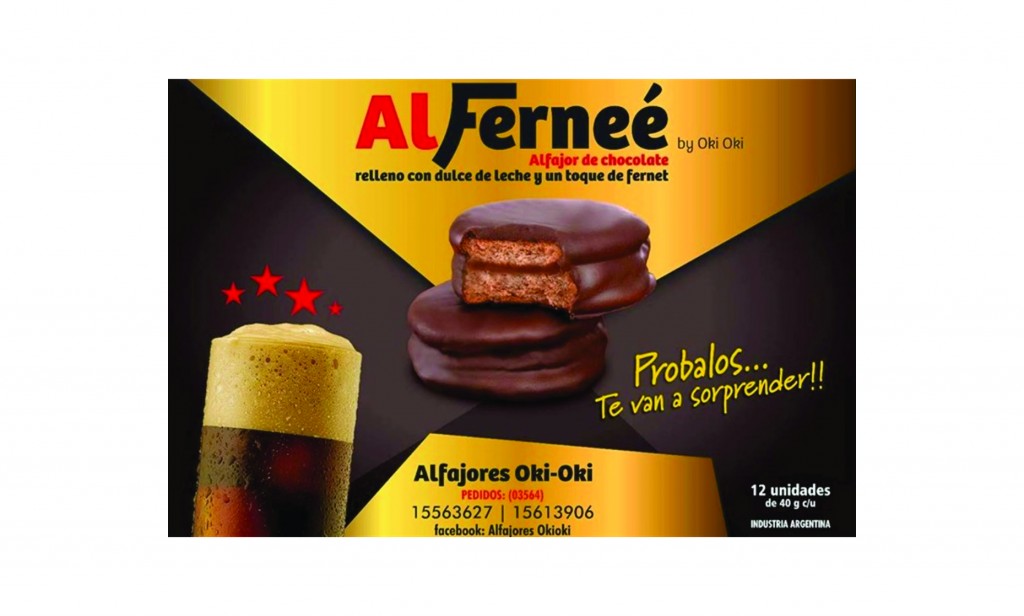 AlFerneé by Oki Oki
Alfajor de chocolate
relleno con dulce de leche y un toque de fernet
Probalos...
Te van a sorprender!!
Alfajores Oki-Oki
PEDIDOS: (03564)
15563627 | 15613906
facebook: Alfajores Okioki
12 unidades
de 40 g c/u
INDUSTRIA ARGENTINA